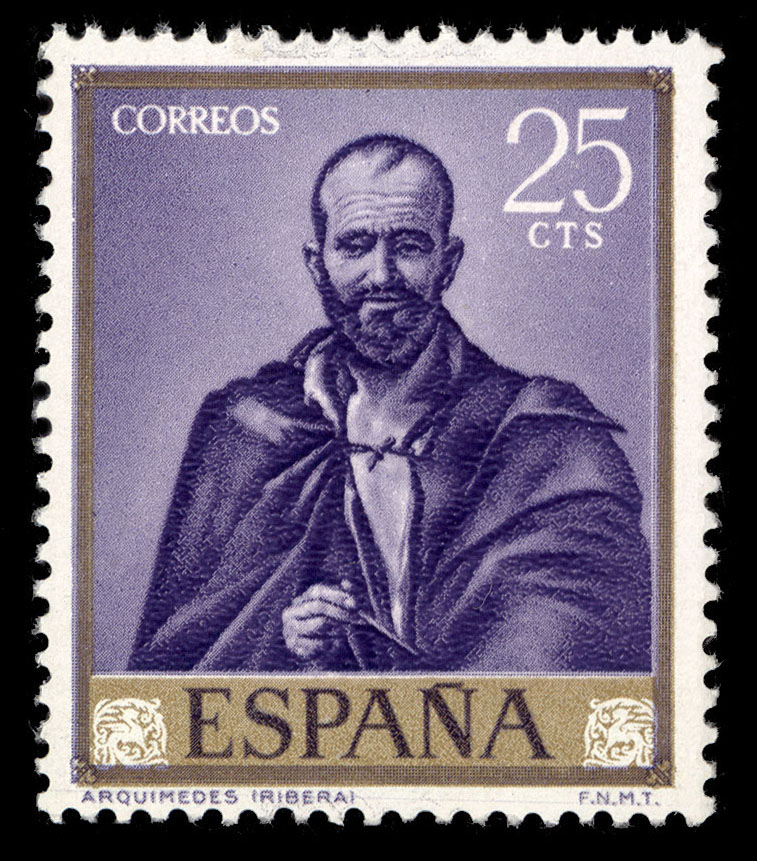 CORREOS
25
CTS
ESPAÑA
ARQUIMEDES (RIBERA)
F.N.M.T.